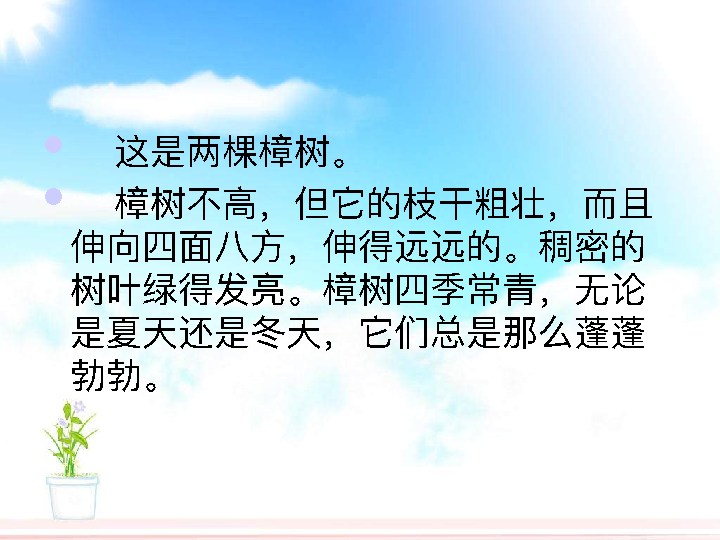 这是两棵樟树。
樟树不高，但它的枝干粗壮，而且
伸向四面八方，伸得远远的。稠密的
树叶绿得发亮。樟树四季常青，无论
是夏天还是冬天，它们总是那么蓬蓬
勃勃。